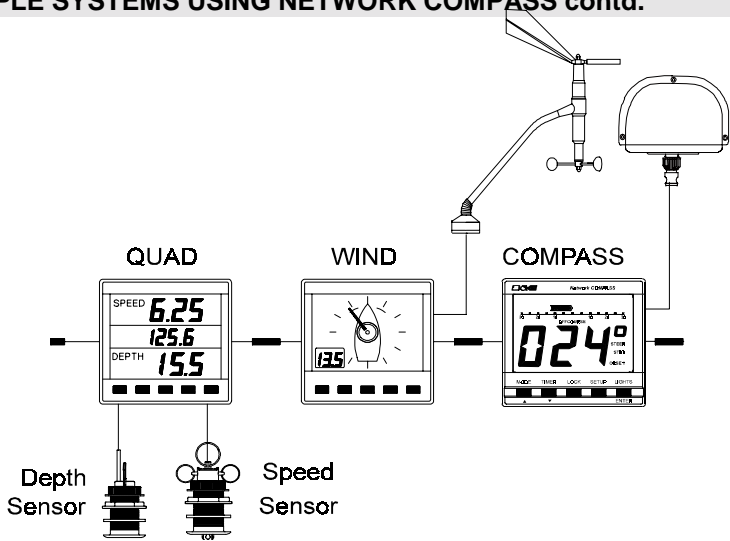 PLE SYSTEMS USING NETWORK COMPASS contd.
QUAD
WIND
COMPASS
SPEED
6.25
125.6
DEPTH
15.5
13.5
Network COMPASS
024°
STEER
MODE TIMER LOCK SETUP LIGHTS
ENTER
Depth
Sensor
Speed
Sensor